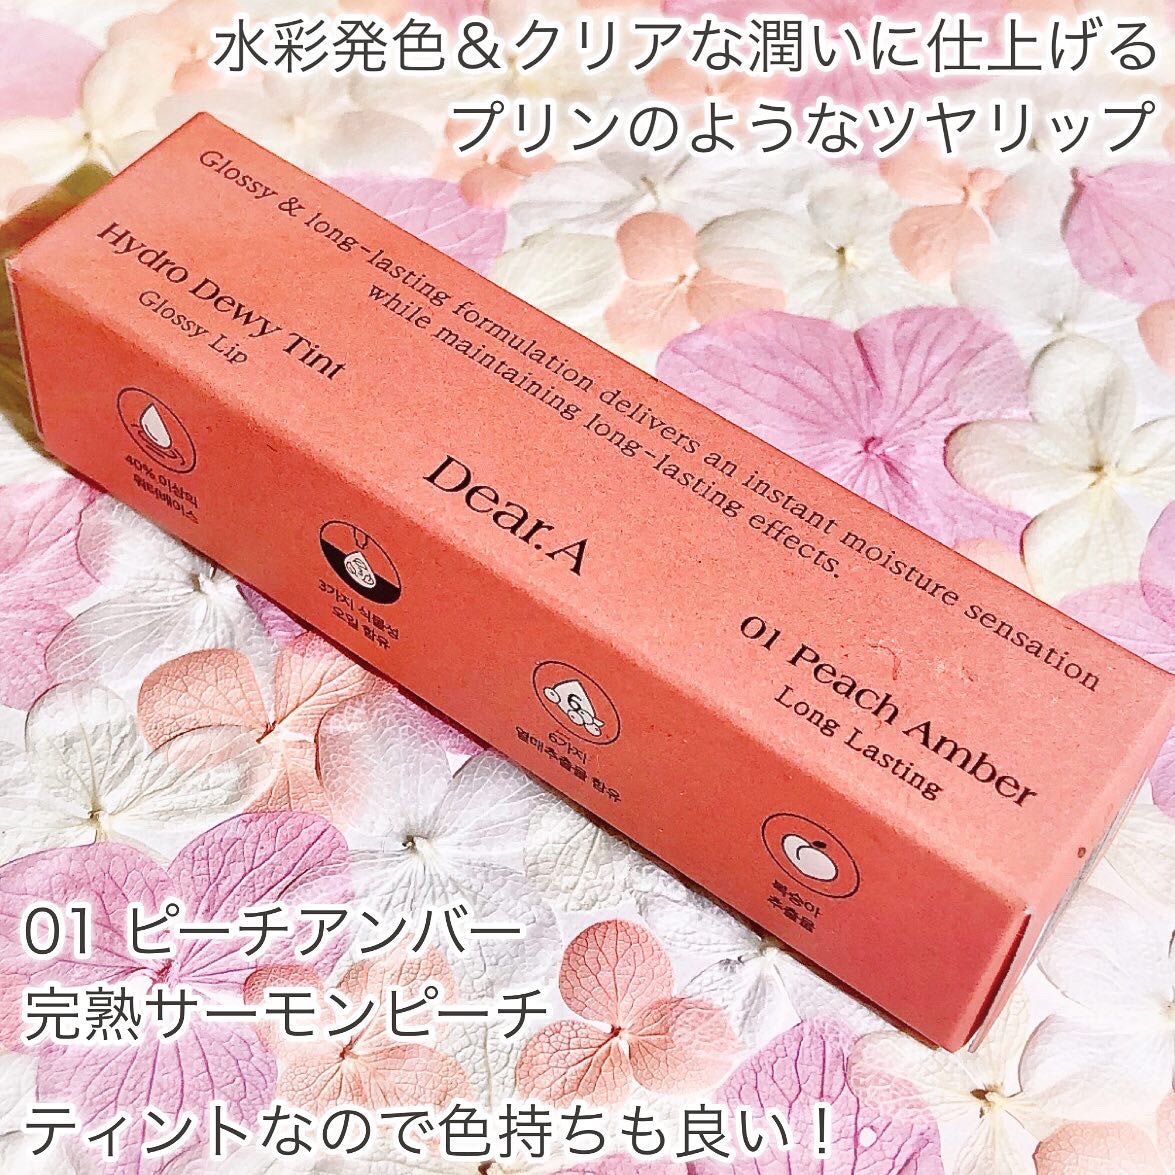 水彩発色＆クリアな潤いに仕上げる
プリンのようなツヤリップ
Glossy & long-lasting formulation delivers an instant moisture sensation
while maintaining long-lasting effects.
Hydro Dewy Tint
Glossy Lip
Dear.A
01 Peach Amber
Long Lasting
40% 이상의
워터베이스
3가지 식물성
오일 함유
6
6가지
열매추출물 함유
복숭아
추출물
01 ピーチアンバー
完熟サーモンピーチ
ティントなので色持ちも良い！